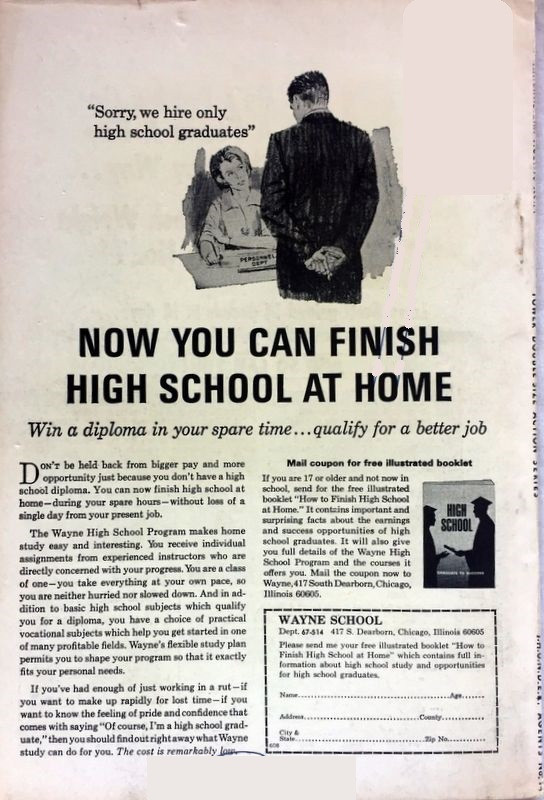 “Sorry, we hire only
high school graduates”
PERSONNEL
DEPT
NOW YOU CAN FINISH
HIGH SCHOOL AT HOME
Win a diploma in your spare time...qualify for a better job
DON’T be held back from bigger pay and more
opportunity just because you don’t have a high
school diploma. You can now finish high school at
home—during your spare hours—without loss of a
single day from your present job.
The Wayne High School Program makes home
study easy and interesting. You receive individual
assignments from experienced instructors who are
directly concerned with your progress. You are a class
of one—you take everything at your own pace, so
you are neither hurried nor slowed down. And in ad-
dition to basic high school subjects which qualify
you for a diploma, you have a choice of practical
vocational subjects which help you get started in one
of many profitable fields. Wayne’s flexible study plan
permits you to shape your program so that it exactly
fits your personal needs.
If you’ve had enough of just working in a rut—if
you want to make up rapidly for lost time—if you
want to know the feeling of pride and confidence that
comes with saying “Of course, I’m a high school grad-
uate,” then you should find out right away what Wayne
study can do for you. The cost is remarkably low.
Mail coupon for free illustrated booklet
If you are 17 or older and not now in
school, send for the free illustrated
booklet “How to Finish High School
at Home.” It contains important and
surprising facts about the earnings
and success opportunities of high
school graduates. It will also give
you full details of the Wayne High
School Program and the courses it
offers you. Mail the coupon now to
Wayne, 417 South Dearborn, Chicago,
Illinois 60605.
HIGH
SCHOOL
GRADUATE TO SUCCESS
WAYNE SCHOOL
Dept. 67-514 417 S. Dearborn, Chicago, Illinois 60605
Please send me your free illustrated booklet “How to
Finish High School at Home” which contains full in-
formation about high school study and opportunities
for high school graduates.
Name Age
Address County
City &
State Zip No.
608